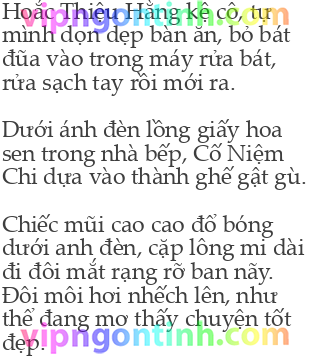 Hoắc Thiệu Hằng kệ cô, tự
mình dọn dẹp bàn ăn, bỏ bát
đũa vào trong máy rửa bát,
rửa sạch tay rồi mới ra.
Dưới ánh đèn lồng giấy hoa
sen trong nhà bếp, Cố Niệm
Chi dựa vào thành ghế gật gù.
Chiếc mũi cao cao đổ bóng
dưới anh đèn, cặp lông mi dài
đi đôi mắt rạng rỡ ban nãy.
Đôi môi hơi nhếch lên, như
thể đang mơ thấy chuyện tốt
đẹp.
vipngontinh.com
vipngontinh.com